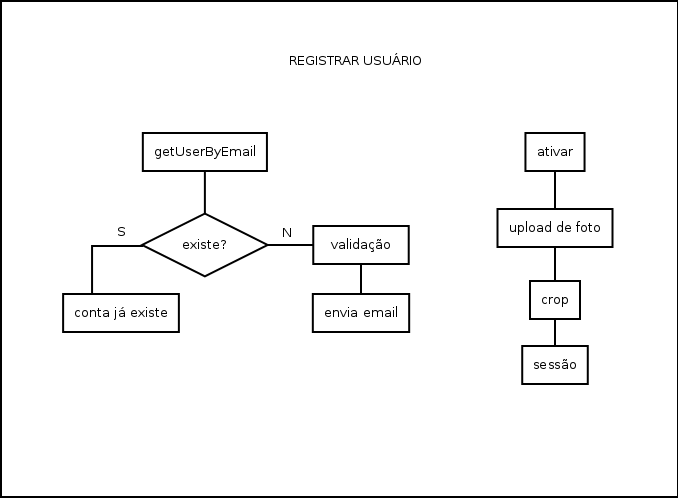 REGISTRAR USUÁRIO
getUserByEmail
existe?
S
N
validação
conta já existe
envia email
ativar
upload de foto
crop
sessão